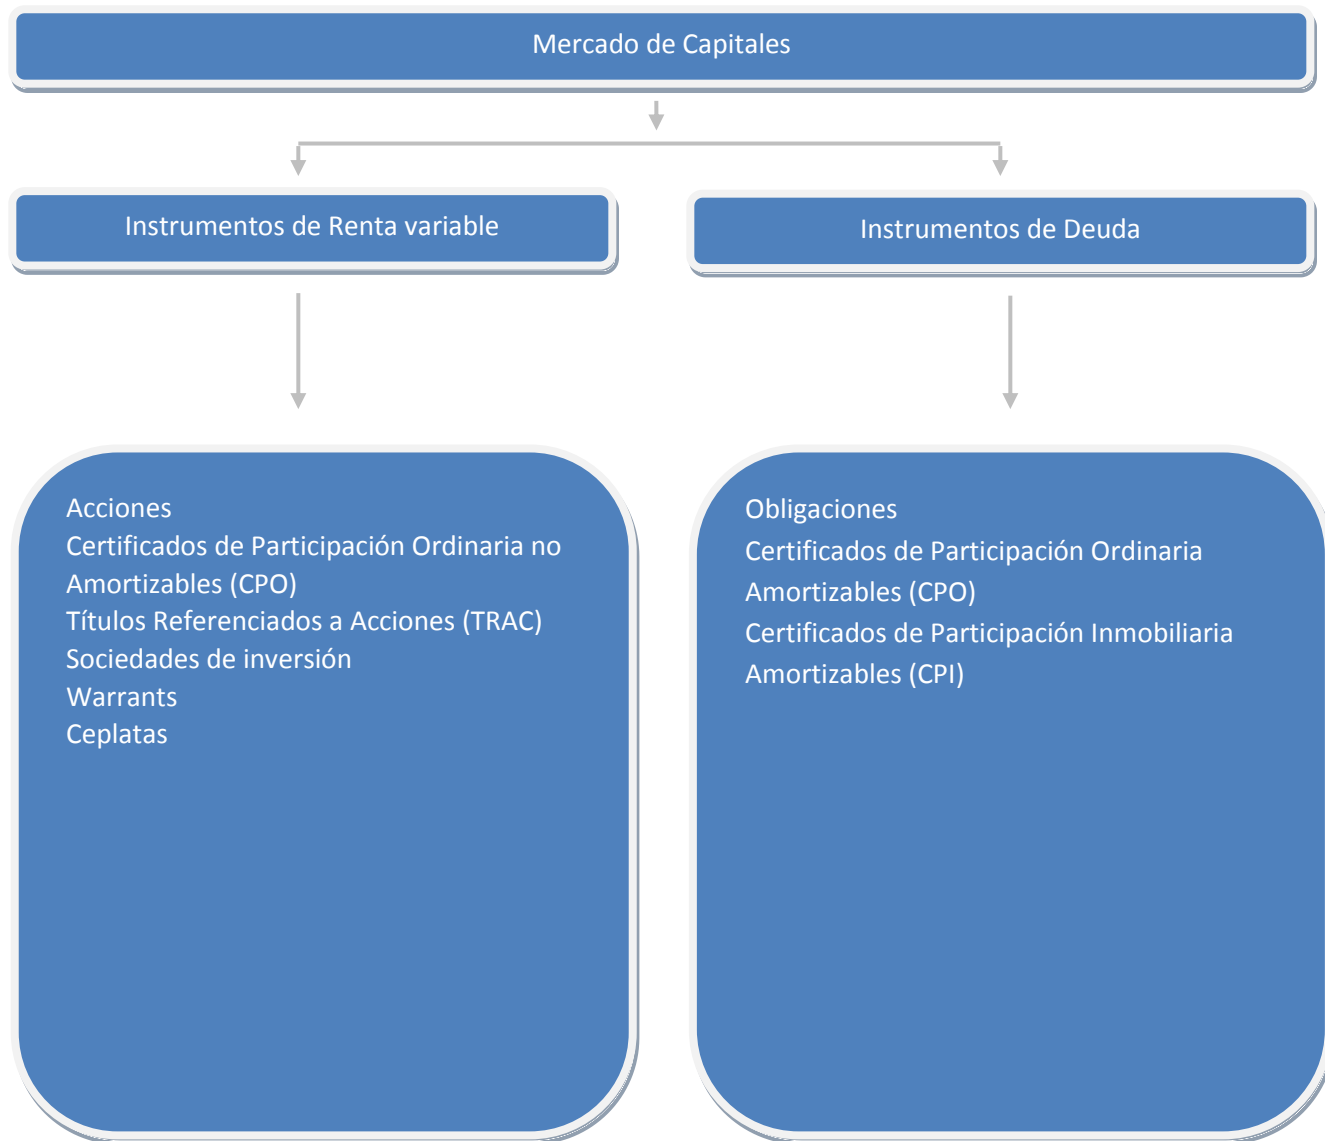 Mercado de Capitales
Instrumentos de Renta variable
Instrumentos de Deuda
Acciones
Certificados de Participación Ordinaria no
Amortizables (CPO)
Títulos Referenciados a Acciones (TRAC)
Sociedades de inversión
Warrants
Ceplatas
Obligaciones
Certificados de Participación Ordinaria
Amortizables (CPO)
Certificados de Participación Inmobiliaria
Amortizables (CPI)